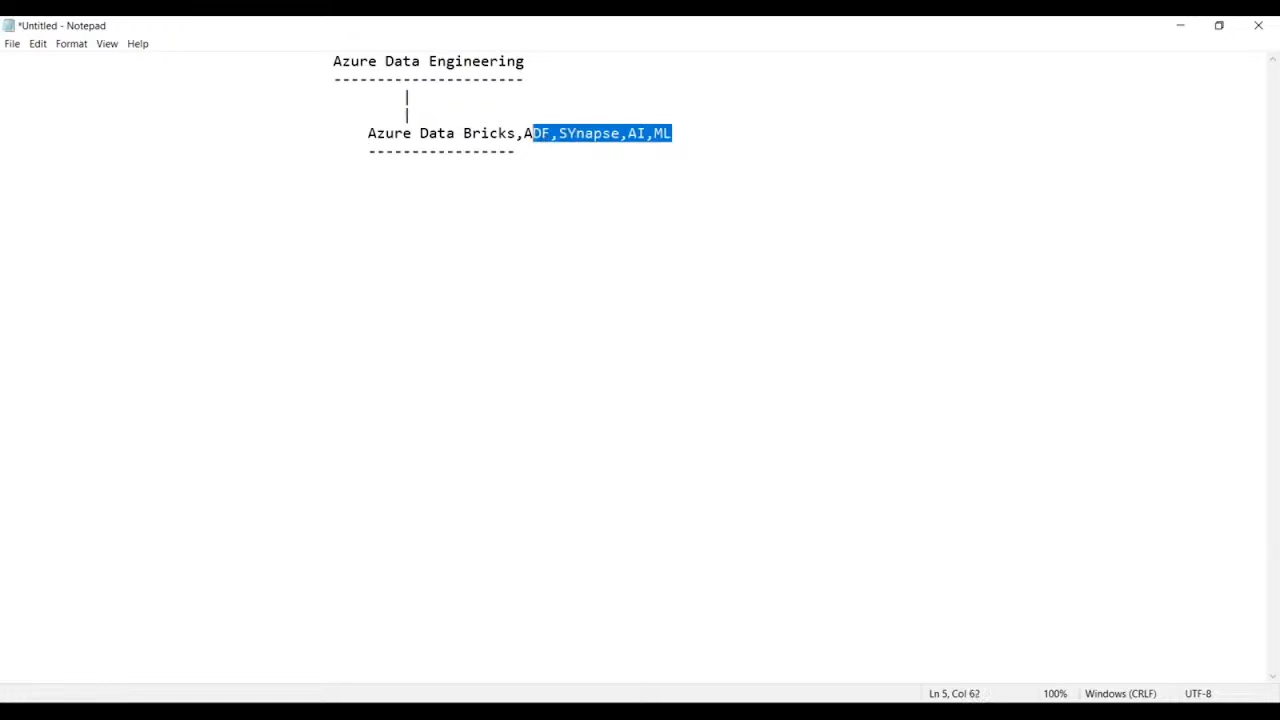 *Untitled - Notepad
File Edit Format View Help
Azure Data Engineering
----------------------
|
|
Azure Data Bricks,ADF,SYnapse,AI,ML
-----------------
Ln 5, Col 62 100% Windows (CRLF) UTF-8